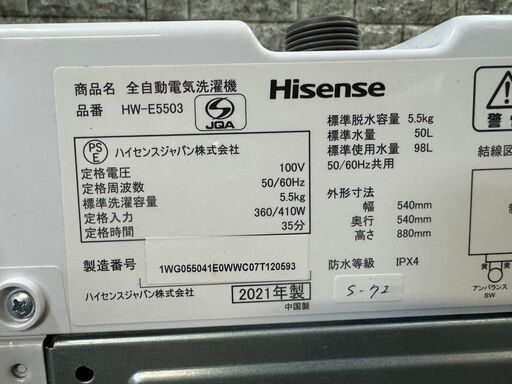 商品名 全自動電気洗濯機
品番 HW-E5503
JQA
Hisense
PS
E
ハイセンスジャパン株式会社
定格電圧 100V
定格周波数 50/60Hz
標準洗濯容量 5.5kg
定格入力 360/410W
定格時間 35分
標準脱水容量 5.5kg
標準水量 50L
標準使用水量 98L
50/60Hz共用
外形寸法
幅 540mm
奥行 540mm
高さ 880mm
防水等級 IPX4
製造番号 1WG055041E0WWC07T120593
ハイセンスジャパン株式会社 2021年製
中国製
S-72
警
結線図
黄 黄
アンバランス
SW